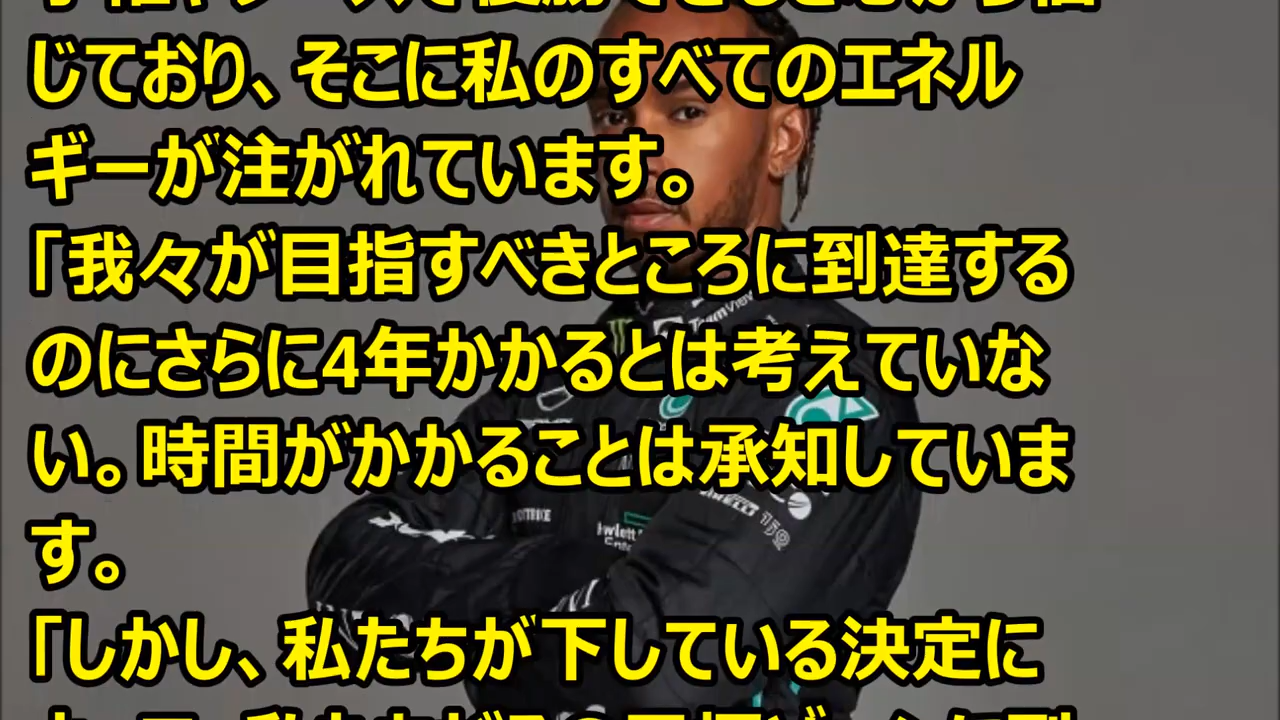 じており、そこに私のすべてのエネル
ギーが注がれています。
「我々が目指すべきところに到達する
のにさらに4年かかるとは考えていな
い。時間がかかることは承知していま
す。
「しかし、私たちが下している決定に
TeamView
PIRELLI